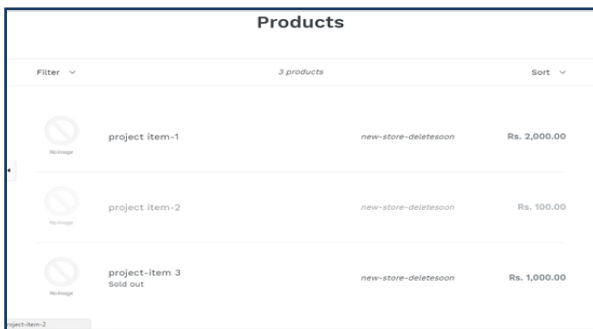 Products
Filter 3 products Sort
project item-1 new-store-deletesoon Rs. 2,000.00
No image
project item-2 new-store-deletesoon Rs. 100.00
No image
project-item 3 new-store-deletesoon Rs. 1,000.00
Sold out
No image
roject-item-2